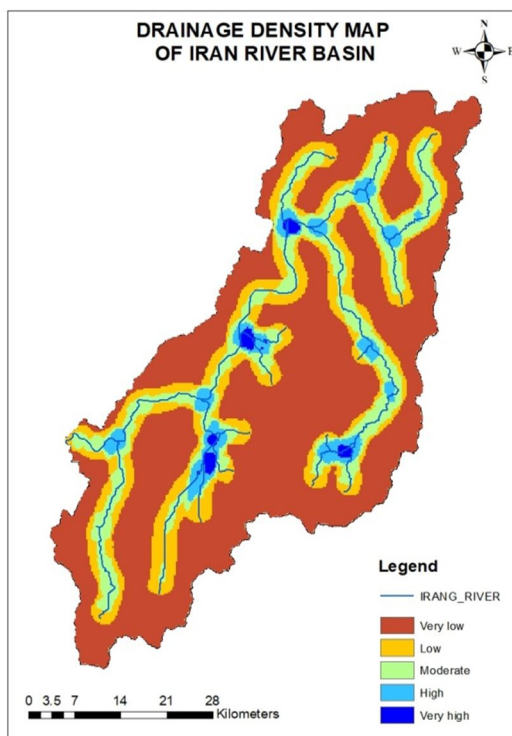 DRAINAGE DENSITY MAP
OF IRAN RIVER BASIN
N
W E
S
Legend
IRANG_RIVER
Very low
Low
Moderate
High
Very high
0 3.5 7 14 21 28
Kilometers